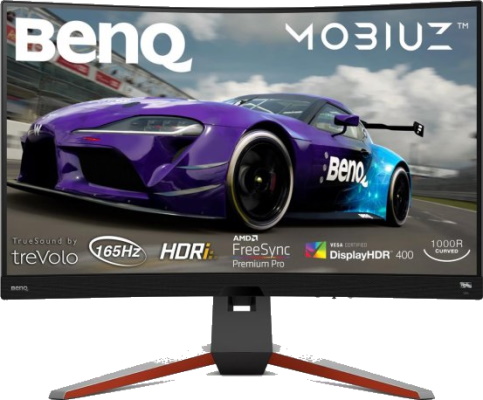 BenQ
MOBIUZ™
BenQ
TrueSound by
treVolo
165Hz
HDRi
AMD
FreeSync
Premium Pro
VESA CERTIFIED
DisplayHDR™ 400
1000R
CURVED
BenQ